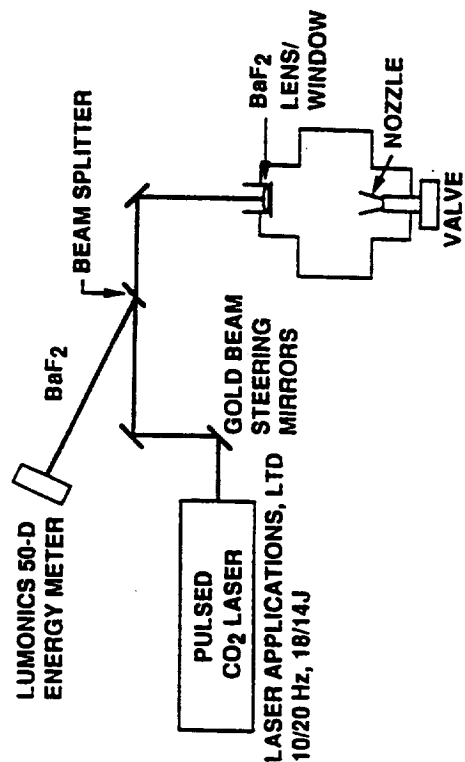 LUMONICS 50-D
ENERGY METER
BaF2
BEAM SPLITTER
PULSED
CO2 LASER
LASER APPLICATIONS, LTD
10/20 Hz, 18/14J
GOLD BEAM
STEERING
MIRRORS
BaF2
LENS/
WINDOW
NOZZLE
VALVE